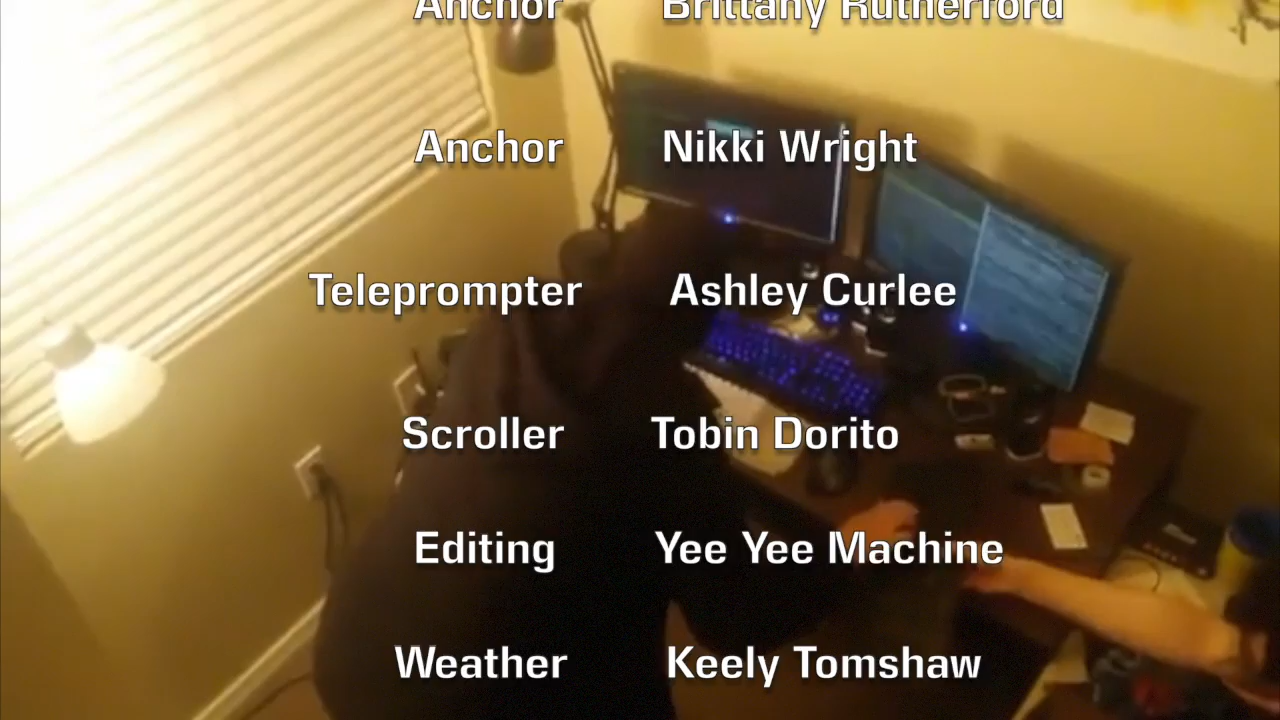 Anchor Brittany Rutherford
Anchor Nikki Wright
Teleprompter Ashley Curlee
Scroller Tobin Dorito
Editing Yee Yee Machine
Weather Keely Tomshaw